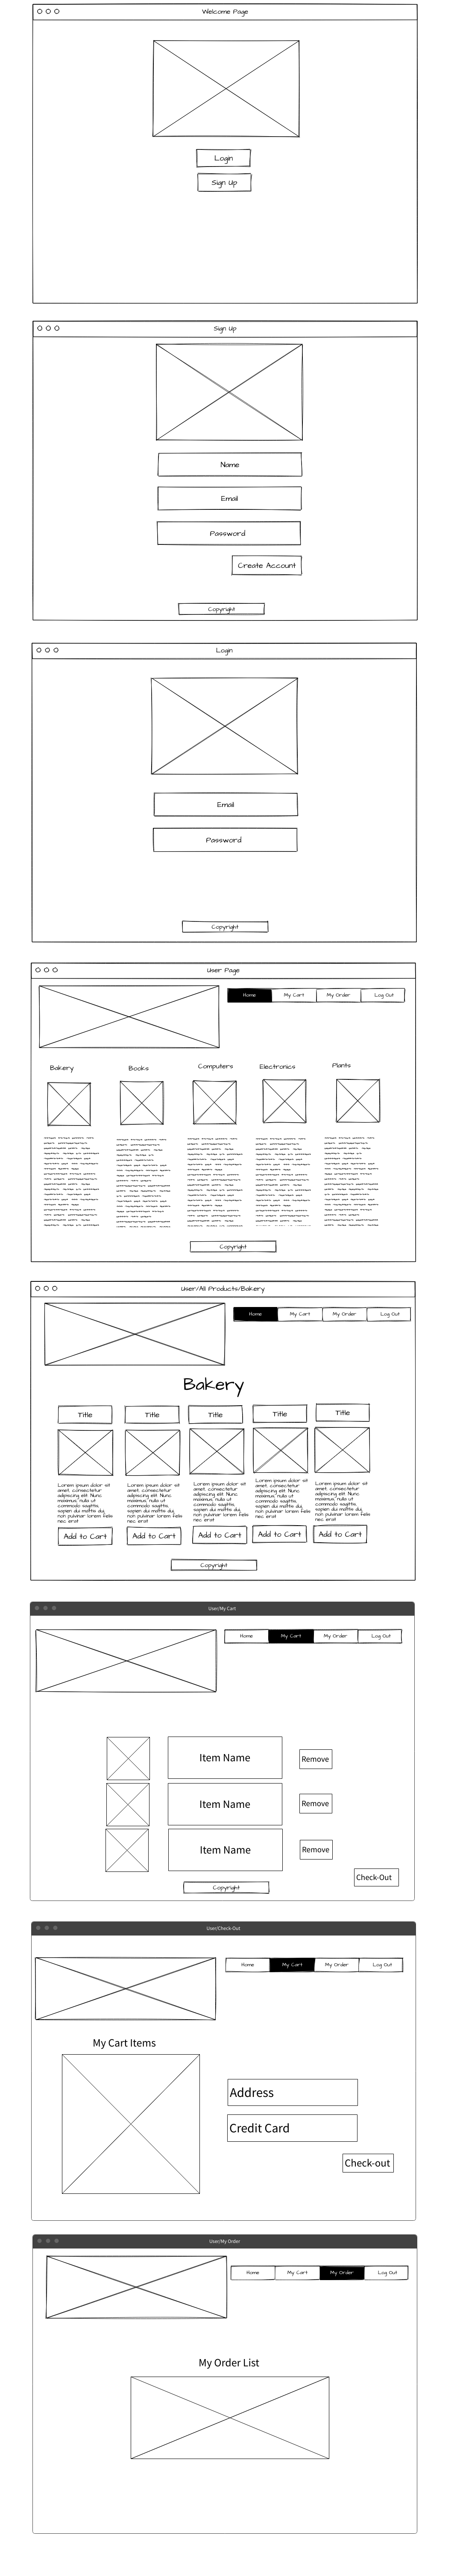 Welcome Page
Login
Sign Up
Sign Up
Name
Email
Password
Create Account
Copyright
Login
Email
Password
Copyright
User Page
Home My Cart My Order Log Out
Bakery Books Computers Electronics Plants
Copyright
User/All Products/Bakery
Home My Cart My Order Log Out
Bakery
Title Title Title Title Title
Lorem ipsum dolor sit
amet, consectetur
adipiscing elit. Nunc
maximus, nulla ut
commodo sagittis,
sapien dui mattis dui,
non pulvinar lorem felis
nec erat
Lorem ipsum dolor sit
amet, consectetur
adipiscing elit. Nunc
maximus, nulla ut
commodo sagittis,
sapien dui mattis dui,
non pulvinar lorem felis
nec erat
Lorem ipsum dolor sit
amet, consectetur
adipiscing elit. Nunc
maximus, nulla ut
commodo sagittis,
sapien dui mattis dui,
non pulvinar lorem felis
nec erat
Lorem ipsum dolor sit
amet, consectetur
adipiscing elit. Nunc
maximus, nulla ut
commodo sagittis,
sapien dui mattis dui,
non pulvinar lorem felis
nec erat
Lorem ipsum dolor sit
amet, consectetur
adipiscing elit. Nunc
maximus, nulla ut
commodo sagittis,
sapien dui mattis dui,
non pulvinar lorem felis
nec erat
Add to Cart Add to Cart Add to Cart Add to Cart Add to Cart
Copyright
User/My Cart
Home My Cart My Order Log Out
Item Name Remove
Item Name Remove
Item Name Remove
Check-Out
Copyright
User/Check-Out
Home My Cart My Order Log Out
My Cart Items
Address
Credit Card
Check-out
User/My Order
Home My Cart My Order Log Out
My Order List